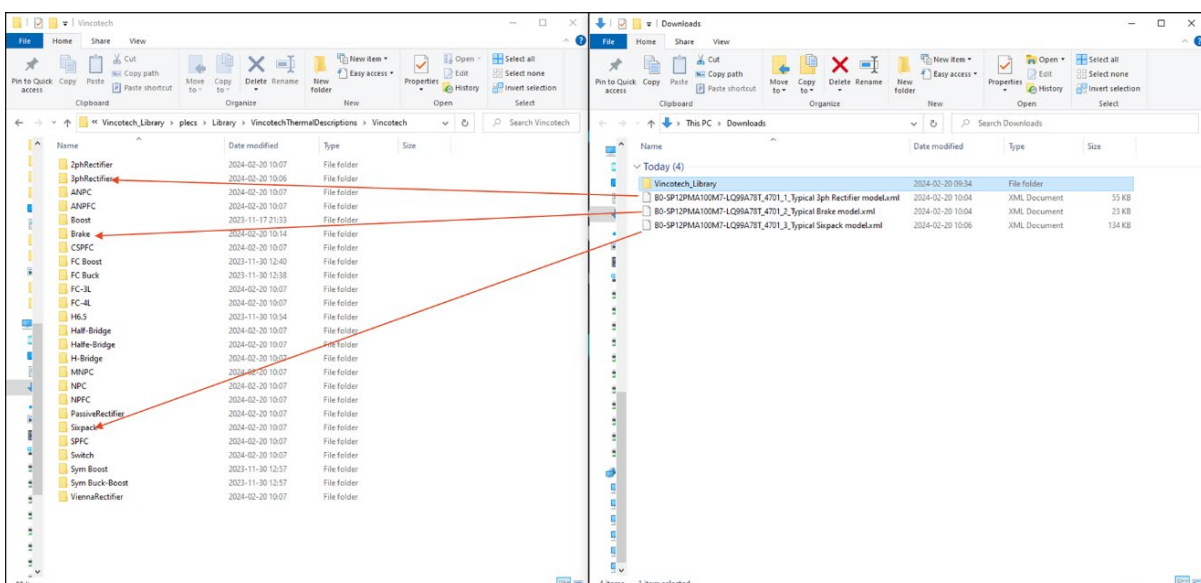 Vincotech
File Home Share View
Pin to Quick access
Copy
Paste
Cut
Copy path
Paste shortcut
Clipboard
Move to
Copy to
Delete
Rename
Organize
New folder
New item
Easy access
New
Properties
Open
Edit
History
Open
Select all
Select none
Invert selection
Select
« Vincotech_Library › plecs › Library › VincotechThermalDescriptions › Vincotech
Search Vincotech
Name Date modified Type Size
2phRectifier 2024-02-20 10:07 File folder
3phRectifier 2024-02-20 10:06 File folder
ANPC 2024-02-20 10:07 File folder
ANPFC 2024-02-20 10:07 File folder
Boost 2023-11-17 21:33 File folder
Brake 2024-02-20 10:14 File folder
CSPFC 2024-02-20 10:07 File folder
FC Boost 2023-11-30 12:40 File folder
FC Buck 2023-11-30 12:38 File folder
FC-3L 2024-02-20 10:07 File folder
FC-4L 2024-02-20 10:07 File folder
H6.5 2023-11-30 10:54 File folder
Half-Bridge 2024-02-20 10:07 File folder
Halfe-Bridge 2024-02-20 10:07 File folder
H-Bridge 2024-02-20 10:07 File folder
MNPC 2024-02-20 10:07 File folder
NPC 2024-02-20 10:07 File folder
NPFC 2024-02-20 10:07 File folder
PassiveRectifier 2024-02-20 10:07 File folder
Sixpack 2024-02-20 10:07 File folder
SPFC 2024-02-20 10:07 File folder
Switch 2024-02-20 10:07 File folder
Sym Boost 2023-11-30 12:57 File folder
Sym Buck-Boost 2023-11-30 12:57 File folder
ViennaRectifier 2024-02-20 10:07 File folder
Downloads
File Home Share View
Pin to Quick access
Copy
Paste
Cut
Copy path
Paste shortcut
Clipboard
Move to
Copy to
Delete
Rename
Organize
New folder
New item
Easy access
New
Properties
Open
Edit
History
Open
Select all
Select none
Invert selection
Select
› This PC › Downloads
Search Downloads
Name Date modified Type Size
Today (4)
Vincotech_Library 2024-02-20 09:34 File folder
B0-SP12PMA100M7-LQ99A78T_4701_1_Typical 3ph Rectifier model.xml 2024-02-20 10:04 XML Document 55 KB
B0-SP12PMA100M7-LQ99A78T_4701_2_Typical Brake model.xml 2024-02-20 10:04 XML Document 23 KB
B0-SP12PMA100M7-LQ99A78T_4701_3_Typical Sixpack model.xml 2024-02-20 10:06 XML Document 134 KB